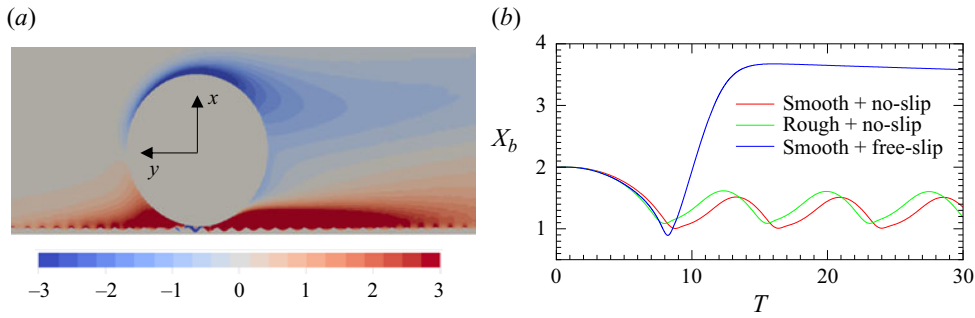 (a)
x
y
−3 −2 −1 0 1 2 3
(b)
4
3
2
1
X_b
Smooth + no-slip
Rough + no-slip
Smooth + free-slip
0 10 20 30
T